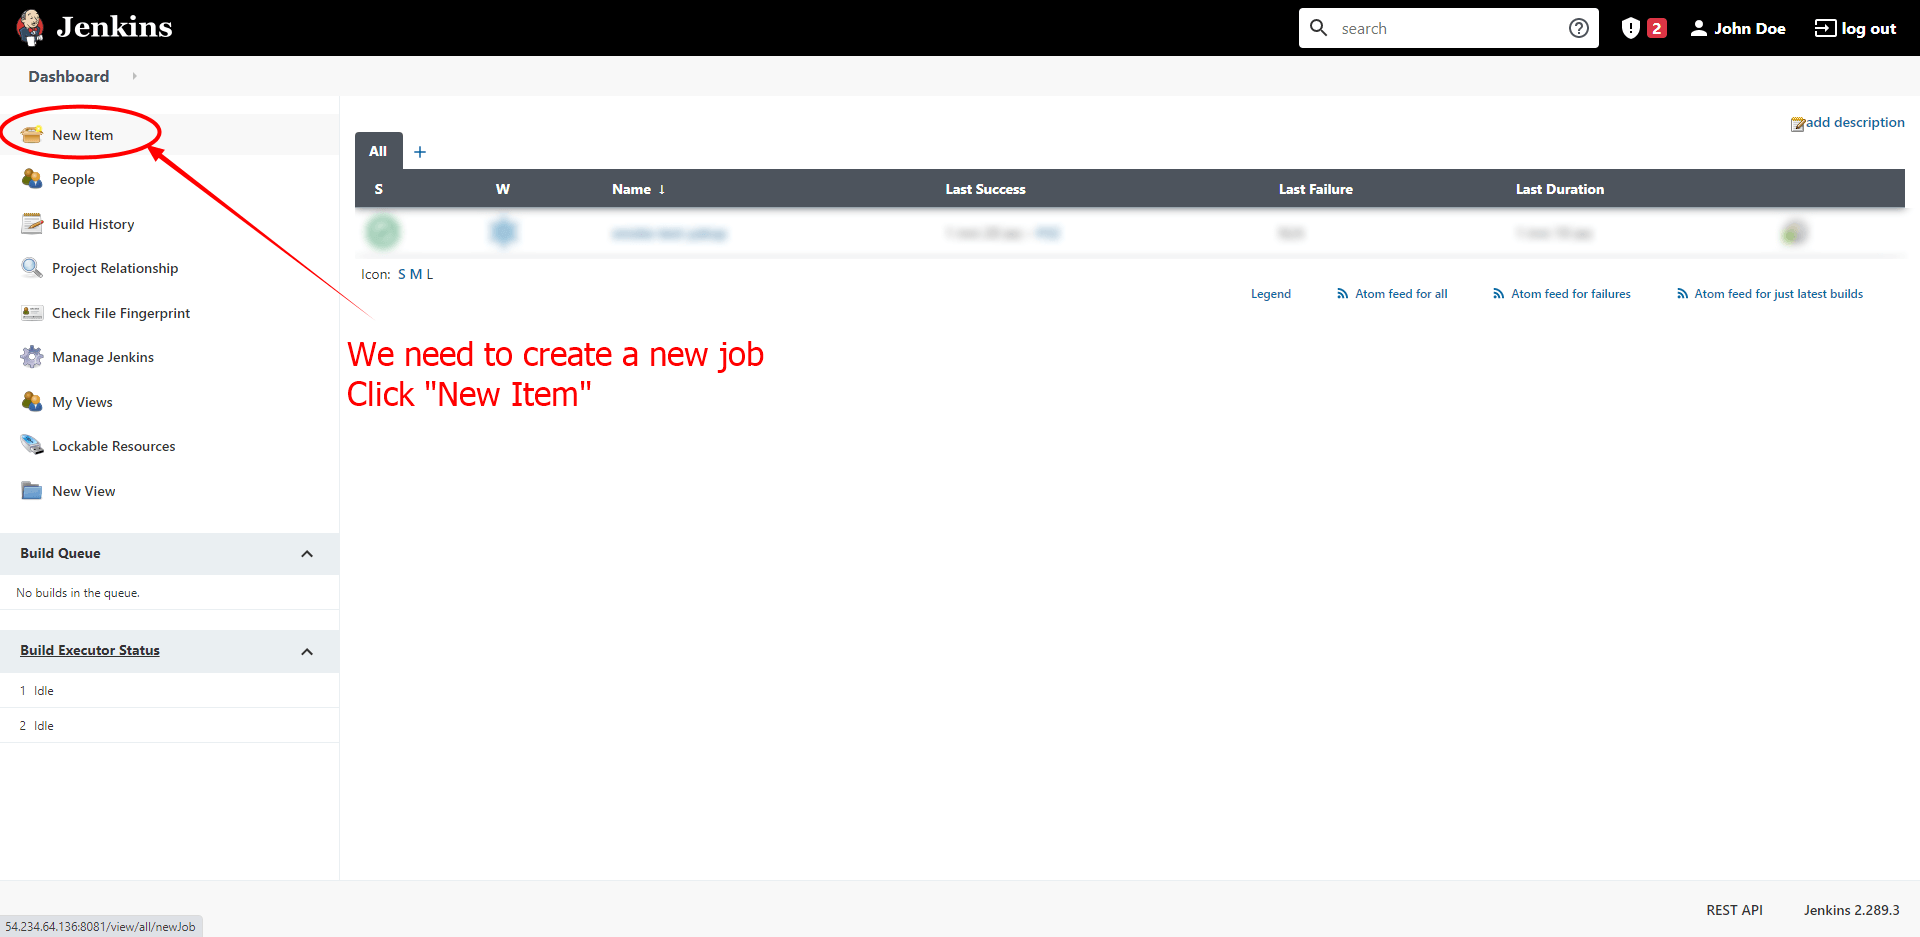 Jenkins
search
2
John Doe
log out
Dashboard
New Item
People
Build History
Project Relationship
Check File Fingerprint
Manage Jenkins
My Views
Lockable Resources
New View
Build Queue
No builds in the queue.
Build Executor Status
1 Idle
2 Idle
add description
All +
S W Name ↓ Last Success Last Failure Last Duration
Icon: S M L
Legend Atom feed for all Atom feed for failures Atom feed for just latest builds
We need to create a new job
Click "New Item"
REST API Jenkins 2.289.3
54.234.64.136:8081/view/all/newJob